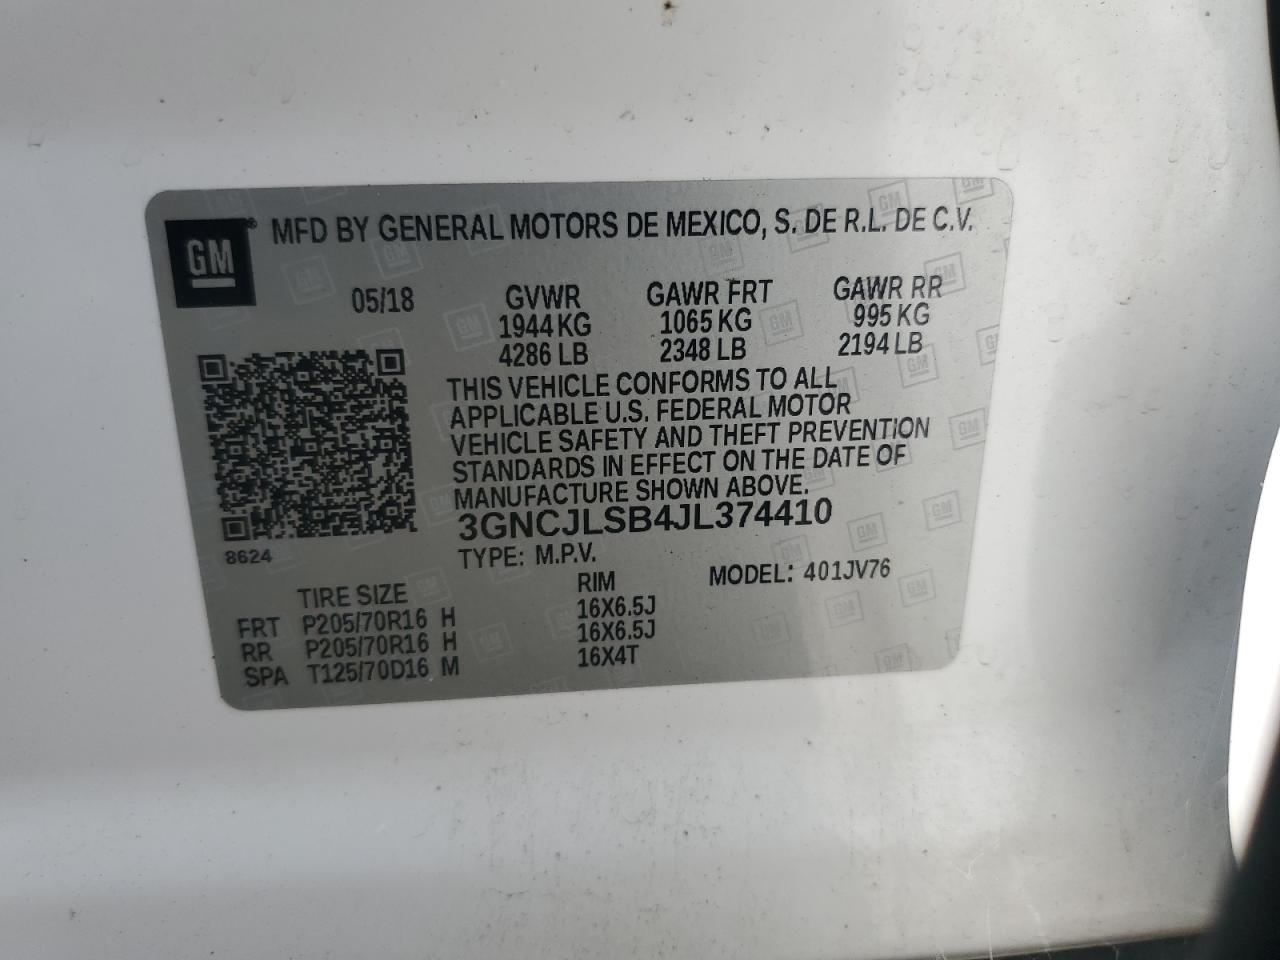 GM ® MFD BY GENERAL MOTORS DE MEXICO, S. DE R.L. DE C.V.
05/18 GVWR GAWR FRT GAWR RR
1944 KG 1065 KG 995 KG
4286 LB 2348 LB 2194 LB
THIS VEHICLE CONFORMS TO ALL
APPLICABLE U.S. FEDERAL MOTOR
VEHICLE SAFETY AND THEFT PREVENTION
STANDARDS IN EFFECT ON THE DATE OF
MANUFACTURE SHOWN ABOVE.
3GNCJLSB4JL374410
8624
TYPE: M.P.V. MODEL: 401JV76
TIRE SIZE RIM
FRT P205/70R16 H 16X6.5J
RR P205/70R16 H 16X6.5J
SPA T125/70D16 M 16X4T